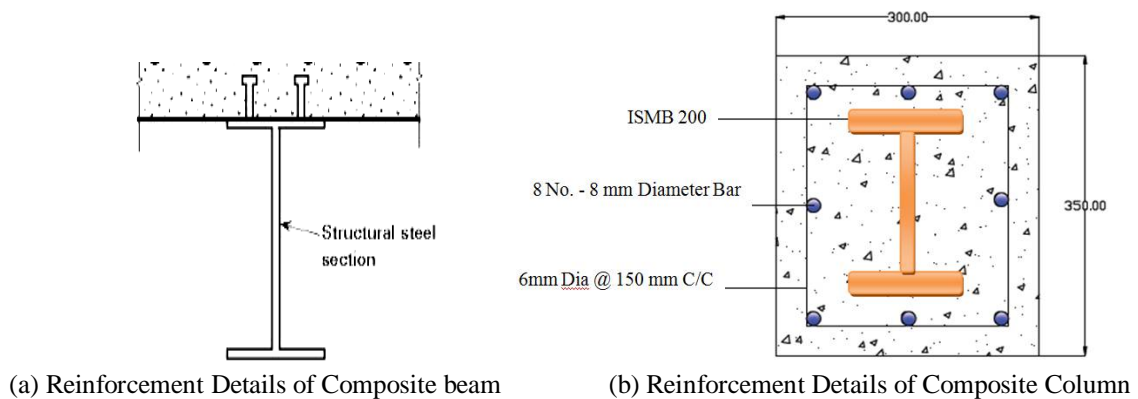 300.00
ISMB 200
8 No. - 8 mm Diameter Bar
350.00
Structural steel
section
6mm Dia @ 150 mm C/C
(a) Reinforcement Details of Composite beam
(b) Reinforcement Details of Composite Column